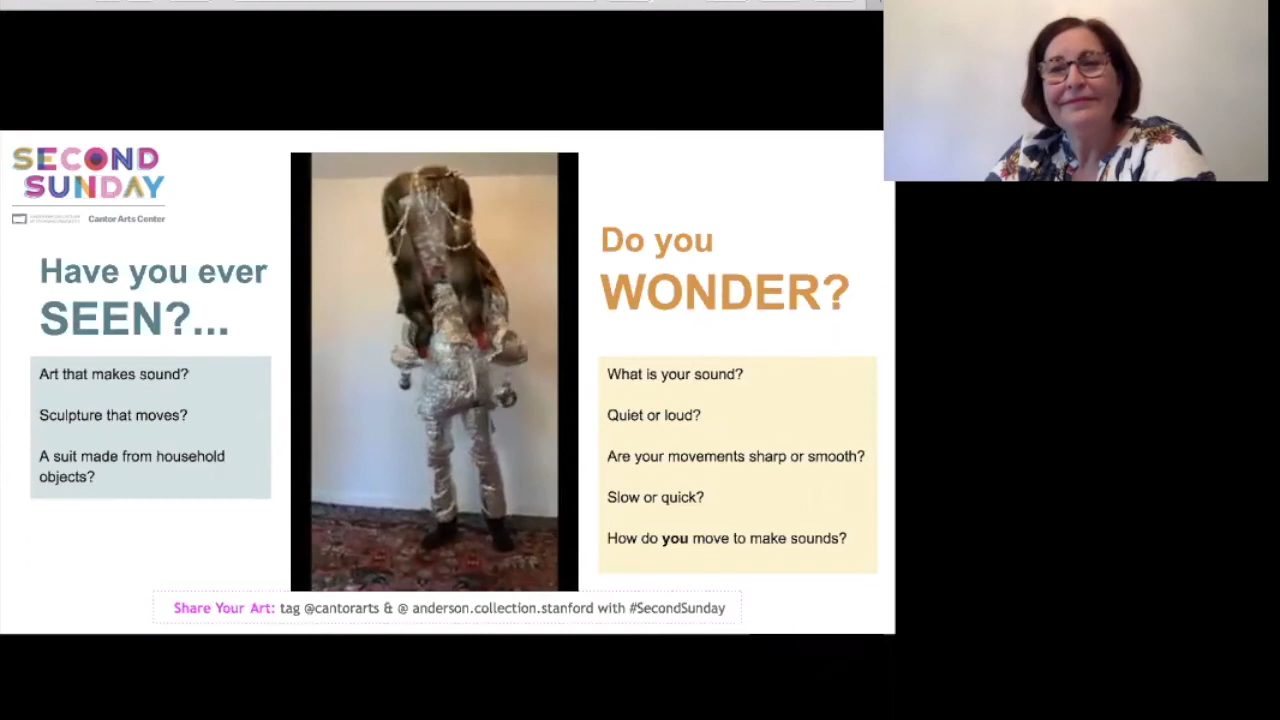 SECOND
SUNDAY
Cantor Arts Center
Have you ever
SEEN?...
Art that makes sound?
Sculpture that moves?
A suit made from household
objects?
Do you
WONDER?
What is your sound?
Quiet or loud?
Are your movements sharp or smooth?
Slow or quick?
How do you move to make sounds?
Share Your Art: tag @cantorarts & @ anderson.collection.stanford with #SecondSunday